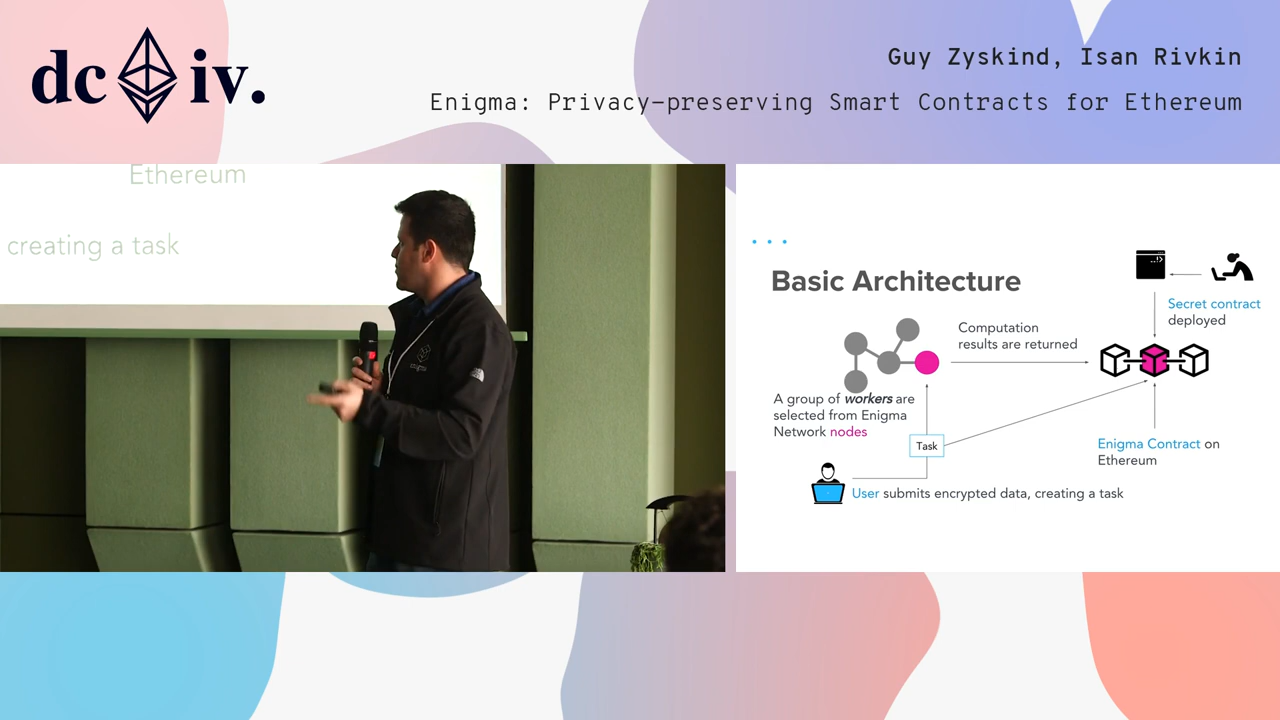 dc iv.
Guy Zyskind, Isan Rivkin
Enigma: Privacy-preserving Smart Contracts for Ethereum
Ethereum
creating a task
Basic Architecture
Secret contract
deployed
Computation
results are returned
A group of workers are
selected from Enigma
Network nodes
Task
Enigma Contract on
Ethereum
User submits encrypted data, creating a task